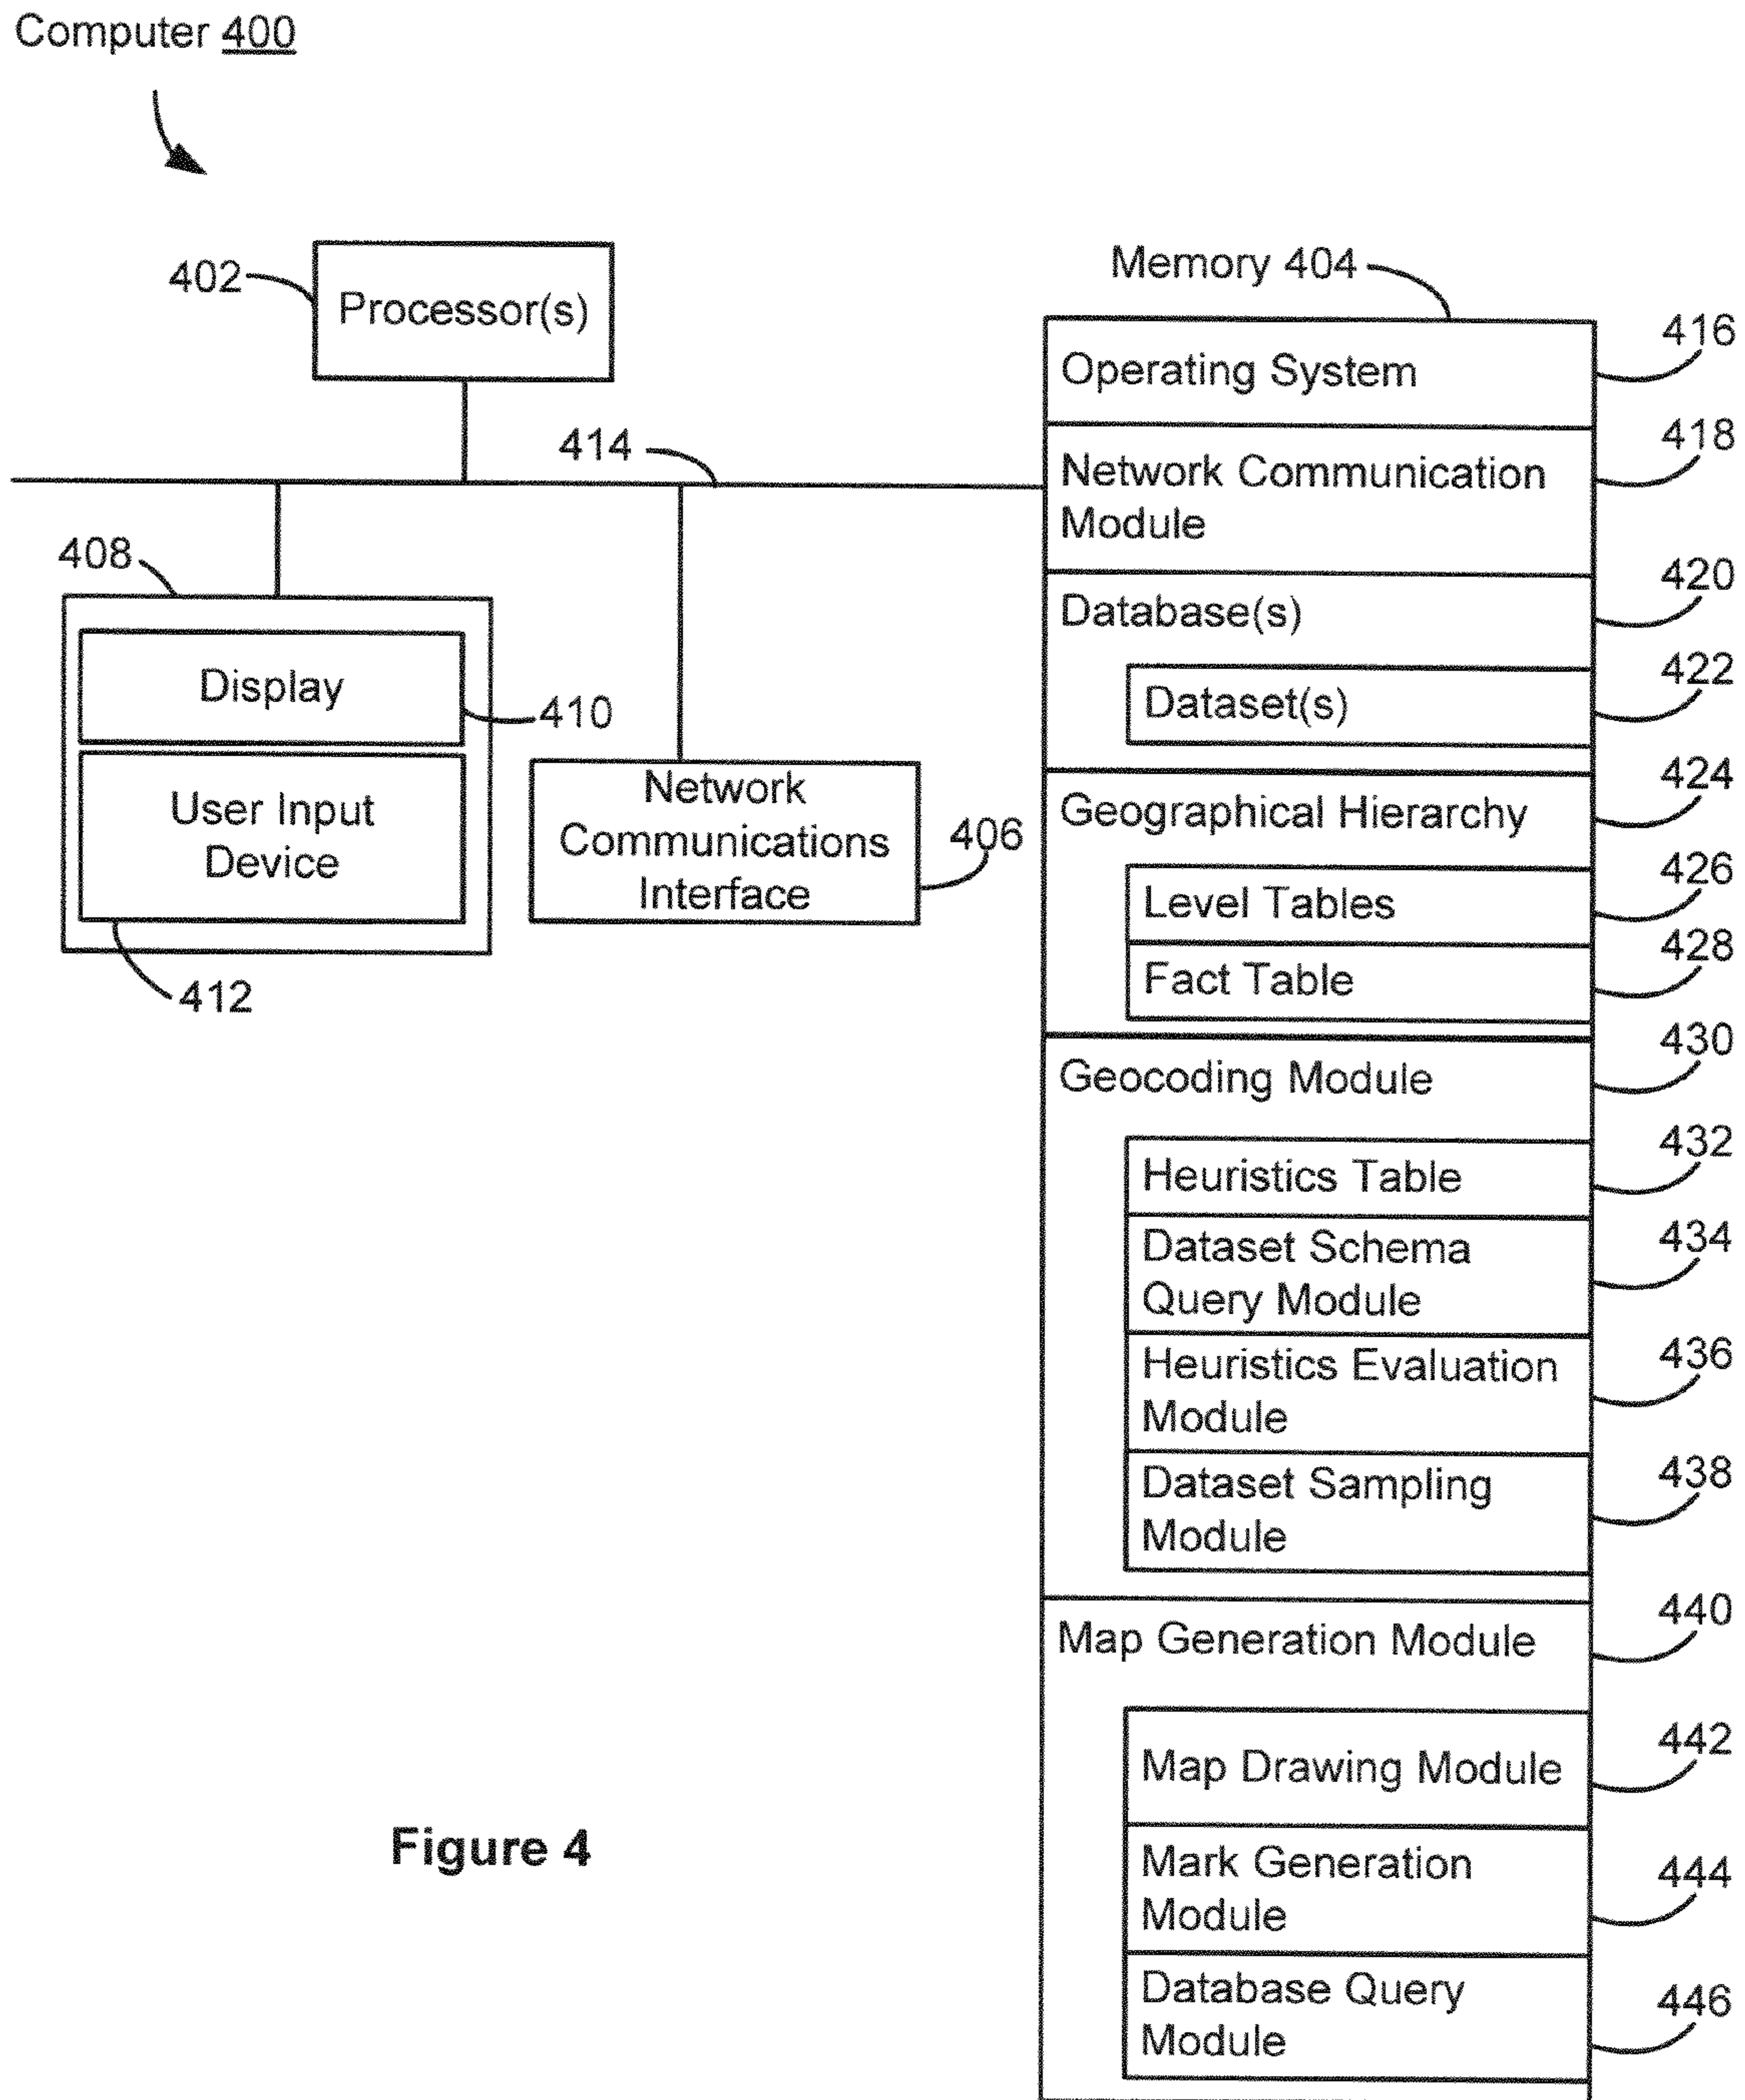 Computer 400
402
Processor(s)
414
408
Display
410
User Input
Device
412
Network
Communications
Interface
406
Memory 404
Operating System
416
Network Communication
Module
418
Database(s)
420
Dataset(s)
422
Geographical Hierarchy
424
Level Tables
426
Fact Table
428
Geocoding Module
430
Heuristics Table
432
Dataset Schema
Query Module
434
Heuristics Evaluation
Module
436
Dataset Sampling
Module
438
Map Generation Module
440
Map Drawing Module
442
Mark Generation
Module
444
Database Query
Module
446
Figure 4